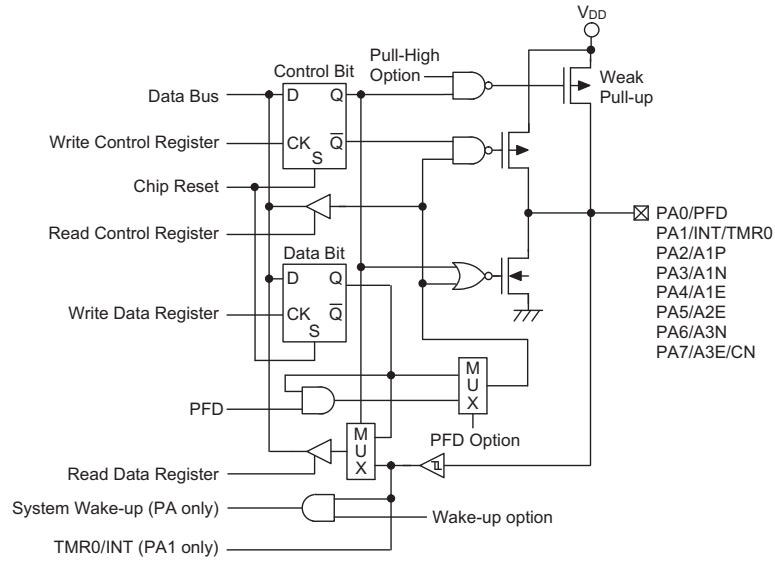 VDD
Pull-High
Option
Control Bit
Weak
Pull-up
Data Bus
D
Q
Write Control Register
CK
Q
S
Chip Reset
Read Control Register
Data Bit
D
Q
Write Data Register
CK
Q
S
PA0/PFD
PA1/INT/TMR0
PA2/A1P
PA3/A1N
PA4/A1E
PA5/A2E
PA6/A3N
PA7/A3E/CN
M
U
X
PFD
PFD Option
M
U
X
Read Data Register
System Wake-up (PA only)
Wake-up option
TMR0/INT (PA1 only)